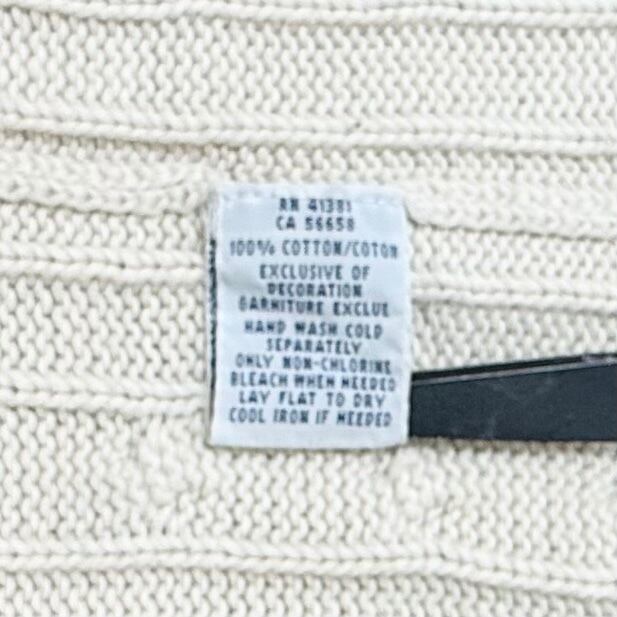 RN 41381
CA 56658
100% COTTON/COTON
EXCLUSIVE OF
DECORATION
GARNITURE EXCLUE
HAND WASH COLD
SEPARATELY
ONLY NON-CHLORINE
BLEACH WHEN NEEDED
LAY FLAT TO DRY
COOL IRON IF NEEDED